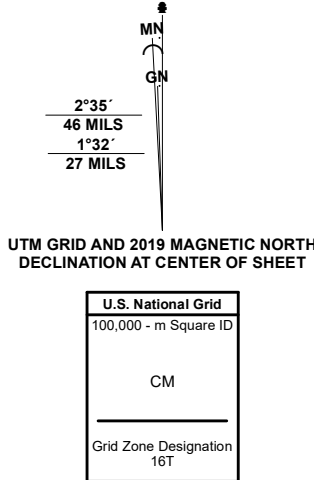 MN
GN
2°35´
46 MILS
1°32´
27 MILS
UTM GRID AND 2019 MAGNETIC NORTH
DECLINATION AT CENTER OF SHEET
U.S. National Grid
100,000 - m Square ID
CM
Grid Zone Designation
16T